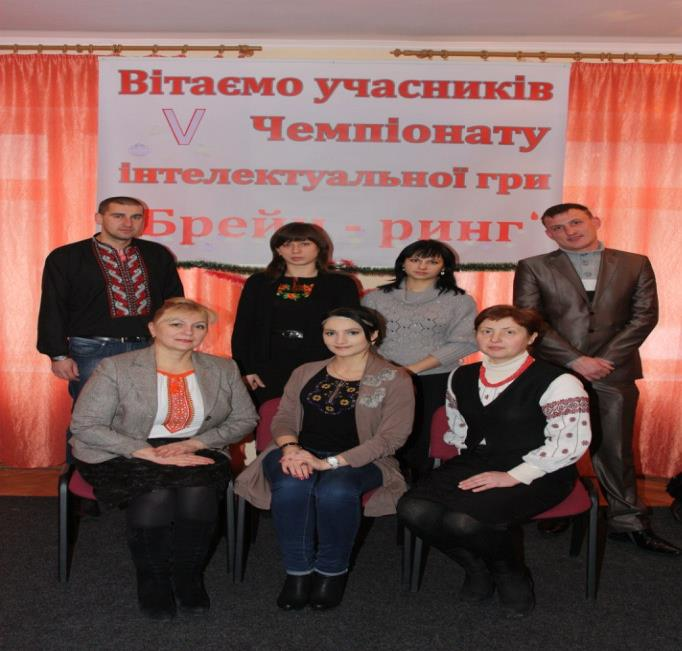 Вітаємо учасників
V Чемпіонату
інтелектуальної гри
"Брейн - ринг"